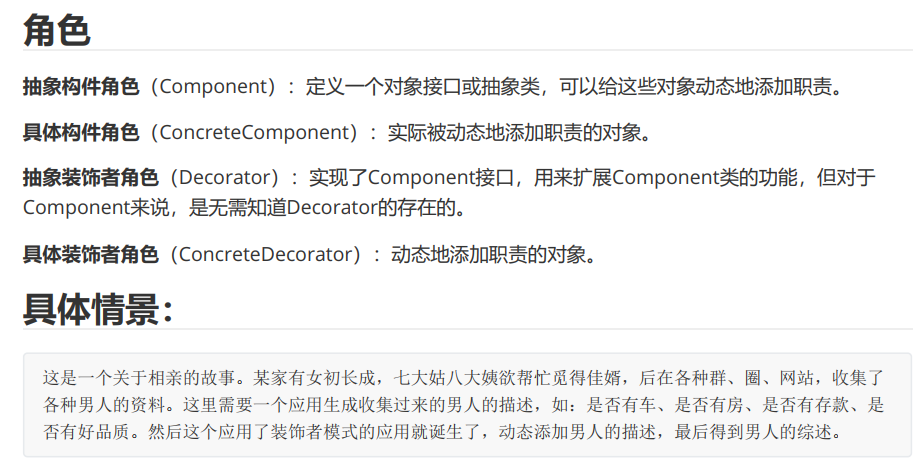 角色
抽象构件角色（Component）：定义一个对象接口或抽象类，可以给这些对象动态地添加职责。
具体构件角色（ConcreteComponent）：实际被动态地添加职责的对象。
抽象装饰者角色（Decorator）：实现了Component接口，用来扩展Component类的功能，但对于
Component来说，是无需知道Decorator的存在的。
具体装饰者角色（ConcreteDecorator）：动态地添加职责的对象。
具体情景：
这是一个关于相亲的故事。某家有女初长成，七大姑八大姨欲帮忙觅得佳婿，后在各种群、圈、网站，收集了
各种男人的资料。这里需要一个应用生成收集过来的男人的描述，如：是否有车、是否有房、是否有存款、是
否有好品质。然后这个应用了装饰者模式的应用就诞生了，动态添加男人的描述，最后得到男人的综述。